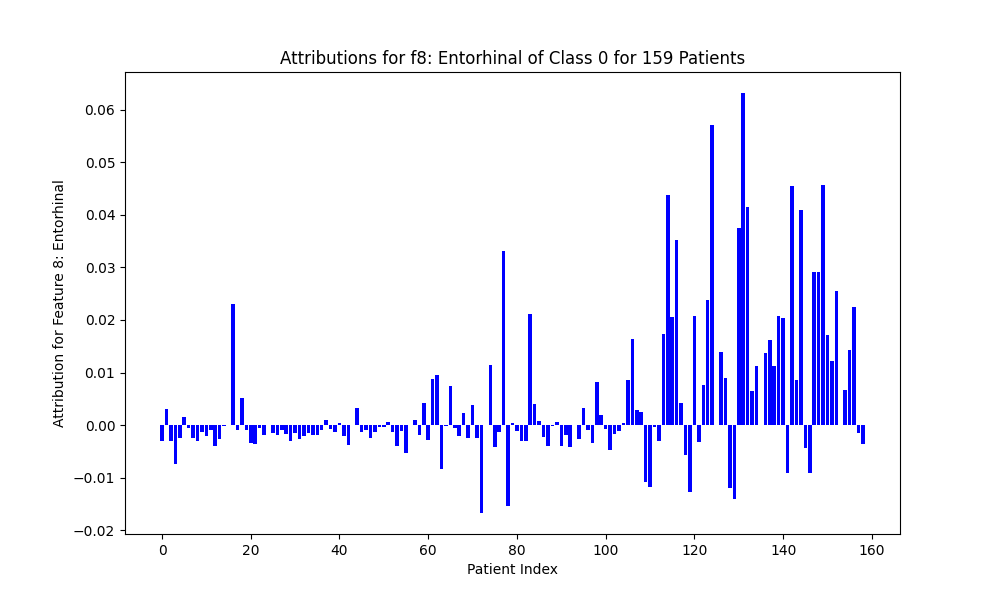 Attributions for f8: Entorhinal of Class 0 for 159 Patients
Attribution for Feature 8: Entorhinal
0.06
0.05
0.04
0.03
0.02
0.01
0.00
−0.01
−0.02
0 20 40 60 80 100 120 140 160
Patient Index